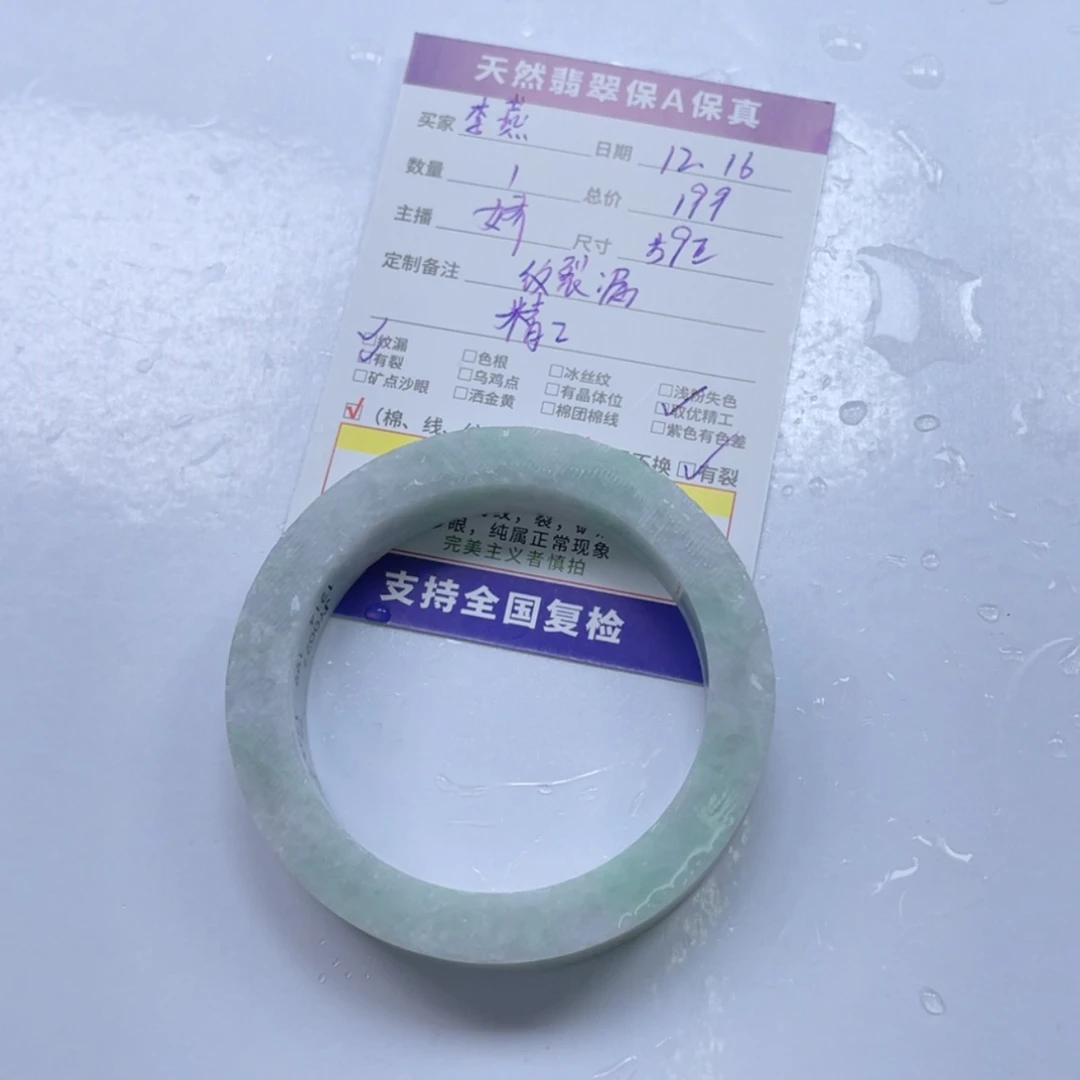 天然翡翠保A保真
买家 李燕 日期 12.16
数量 1 总价 199
主播 娇 尺寸 59工
定制备注 纹裂漏
精工
☑纹漏 □色根 □冰丝纹 □浅粉失色
☑有裂 □乌鸡点 □有晶体位 ☑取优精工
□矿点沙眼 □洒金黄 □棉团棉线 □紫色有色差
☑(棉、线、
不换 ☑有裂
纹,裂,
眼,纯属正常现象
完美主义者慎拍
支持全国复检